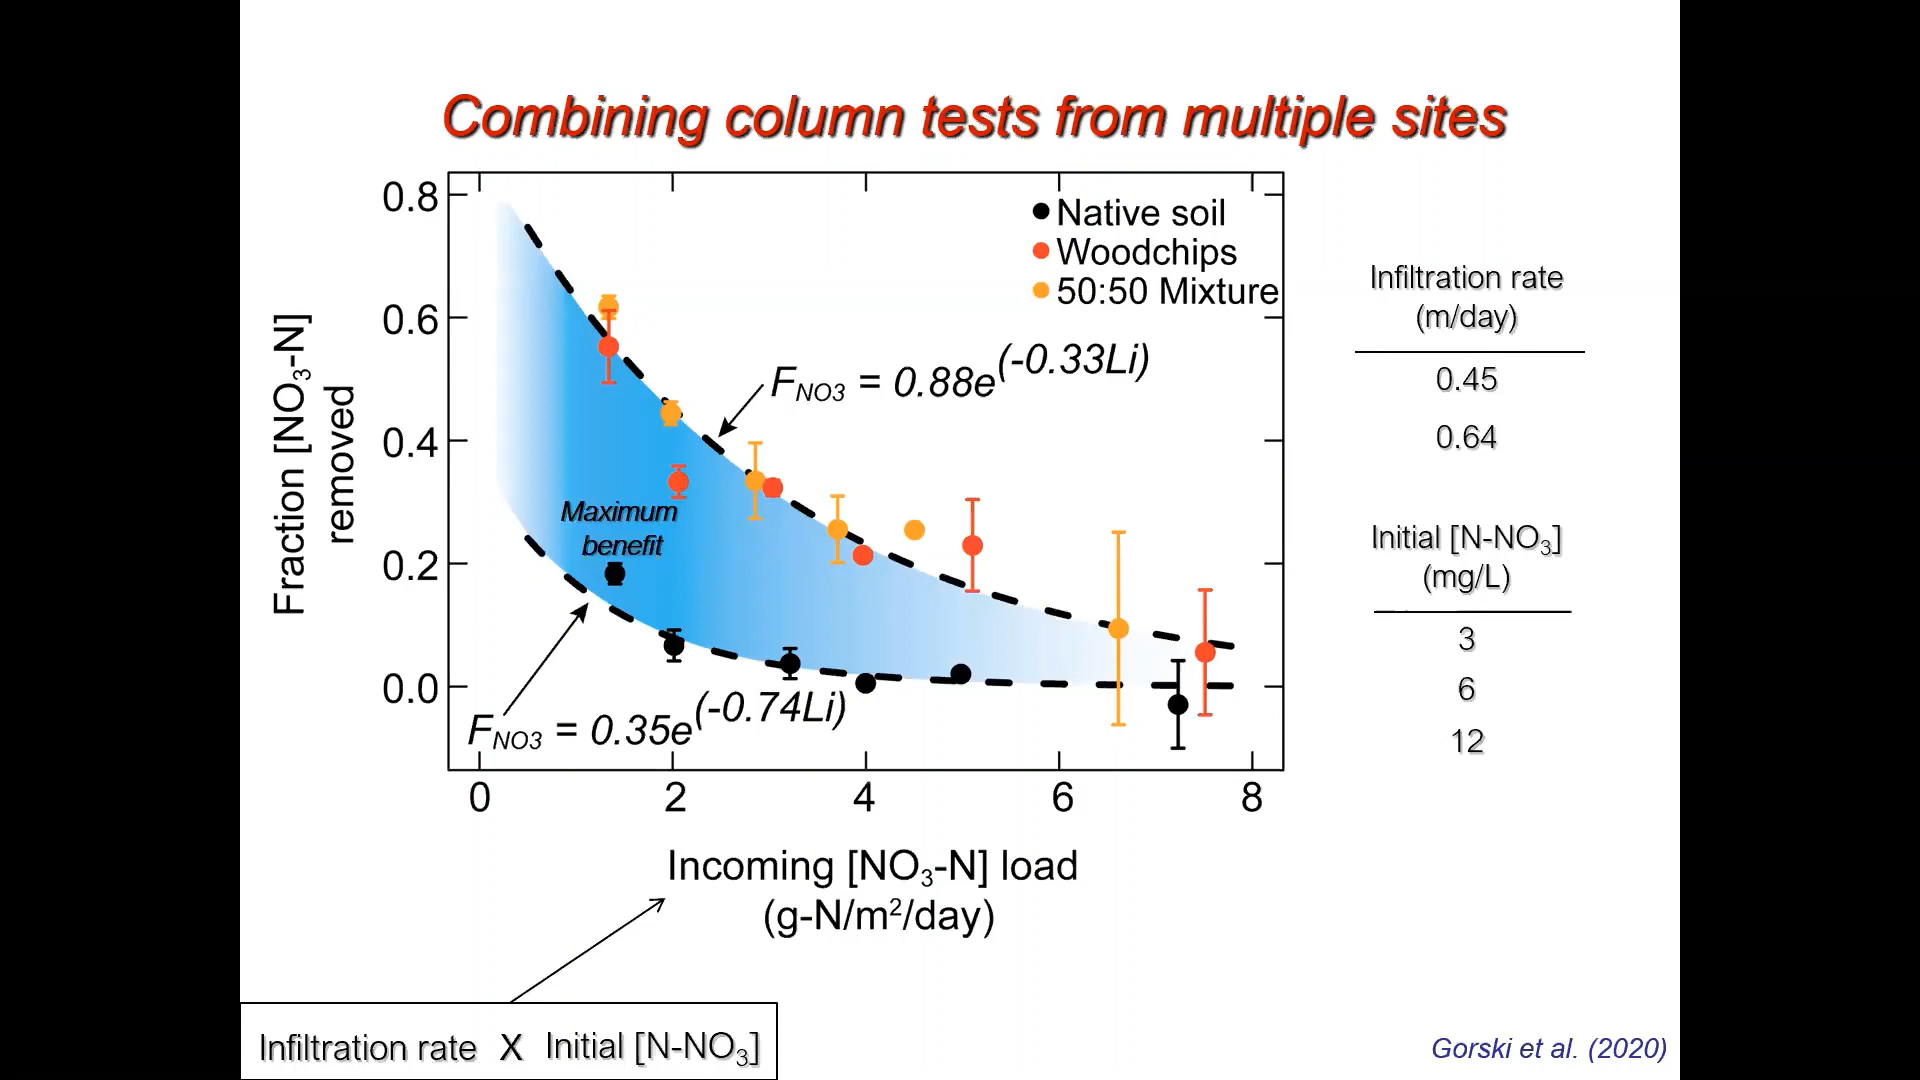 Combining column tests from multiple sites
0.8
0.6
0.4
0.2
0.0
Fraction [NO3-N]
removed
Native soil
Woodchips
50:50 Mixture
FNO3 = 0.88e(-0.33Li)
Maximum
benefit
FNO3 = 0.35e(-0.74Li)
0 2 4 6 8
Incoming [NO3-N] load
(g-N/m²/day)
Infiltration rate
(m/day)
0.45
0.64
Initial [N-NO3]
(mg/L)
3
6
12
Infiltration rate X Initial [N-NO3]
Gorski et al. (2020)